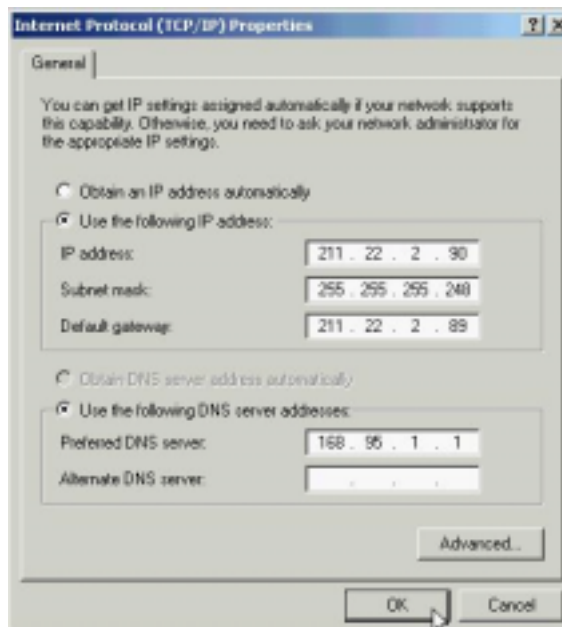 Internet Protocol (TCP/IP) Properties
General
You can get IP settings assigned automatically if your network supports
this capability. Otherwise, you need to ask your network administrator for
the appropriate IP settings.
Obtain an IP address automatically
Use the following IP address:
IP address: 211 . 22 . 2 . 90
Subnet mask: 255 . 255 . 255 . 248
Default gateway: 211 . 22 . 2 . 89
Obtain DNS server address automatically
Use the following DNS server addresses:
Preferred DNS server: 168 . 95 . 1 . 1
Alternate DNS server: . . .
Advanced...
OK Cancel